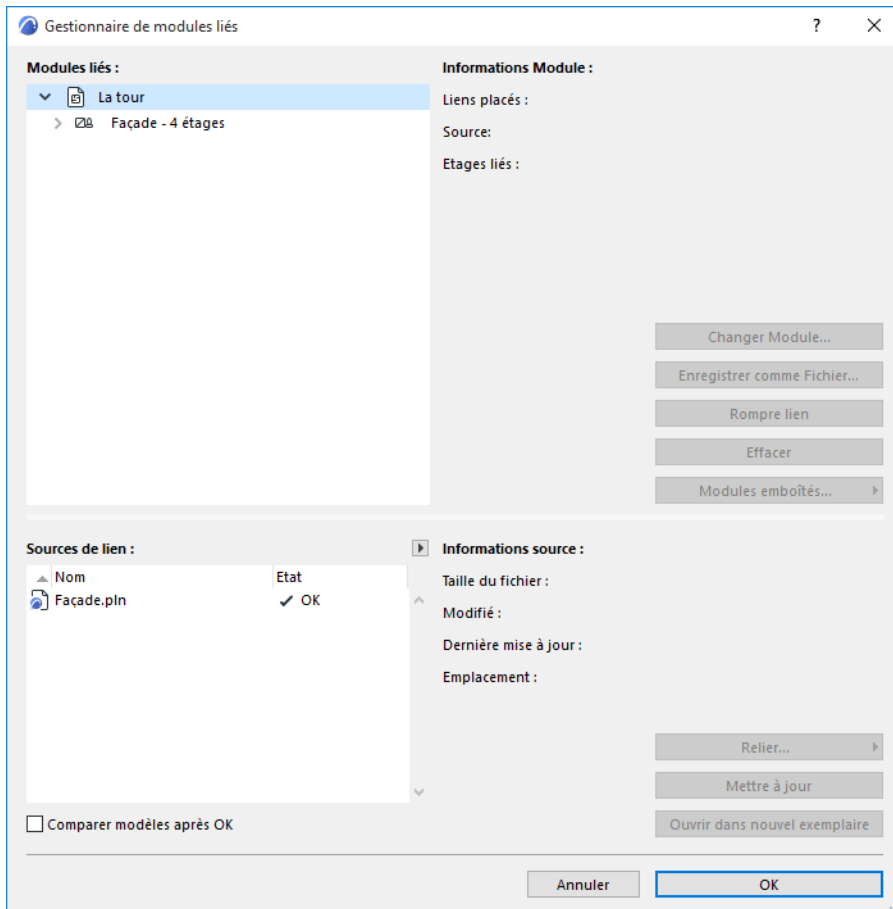 Gestionnaire de modules liés
?
Modules liés :
La tour
Façade - 4 étages
Informations Module :
Liens placés :
Source:
Etages liés :
Changer Module...
Enregistrer comme Fichier...
Rompre lien
Effacer
Modules emboîtés...
Sources de lien :
Nom Etat
Façade.pln OK
Informations source :
Taille du fichier :
Modifié :
Dernière mise à jour :
Emplacement :
Relier...
Mettre à jour
Ouvrir dans nouvel exemplaire
Comparer modèles après OK
Annuler OK